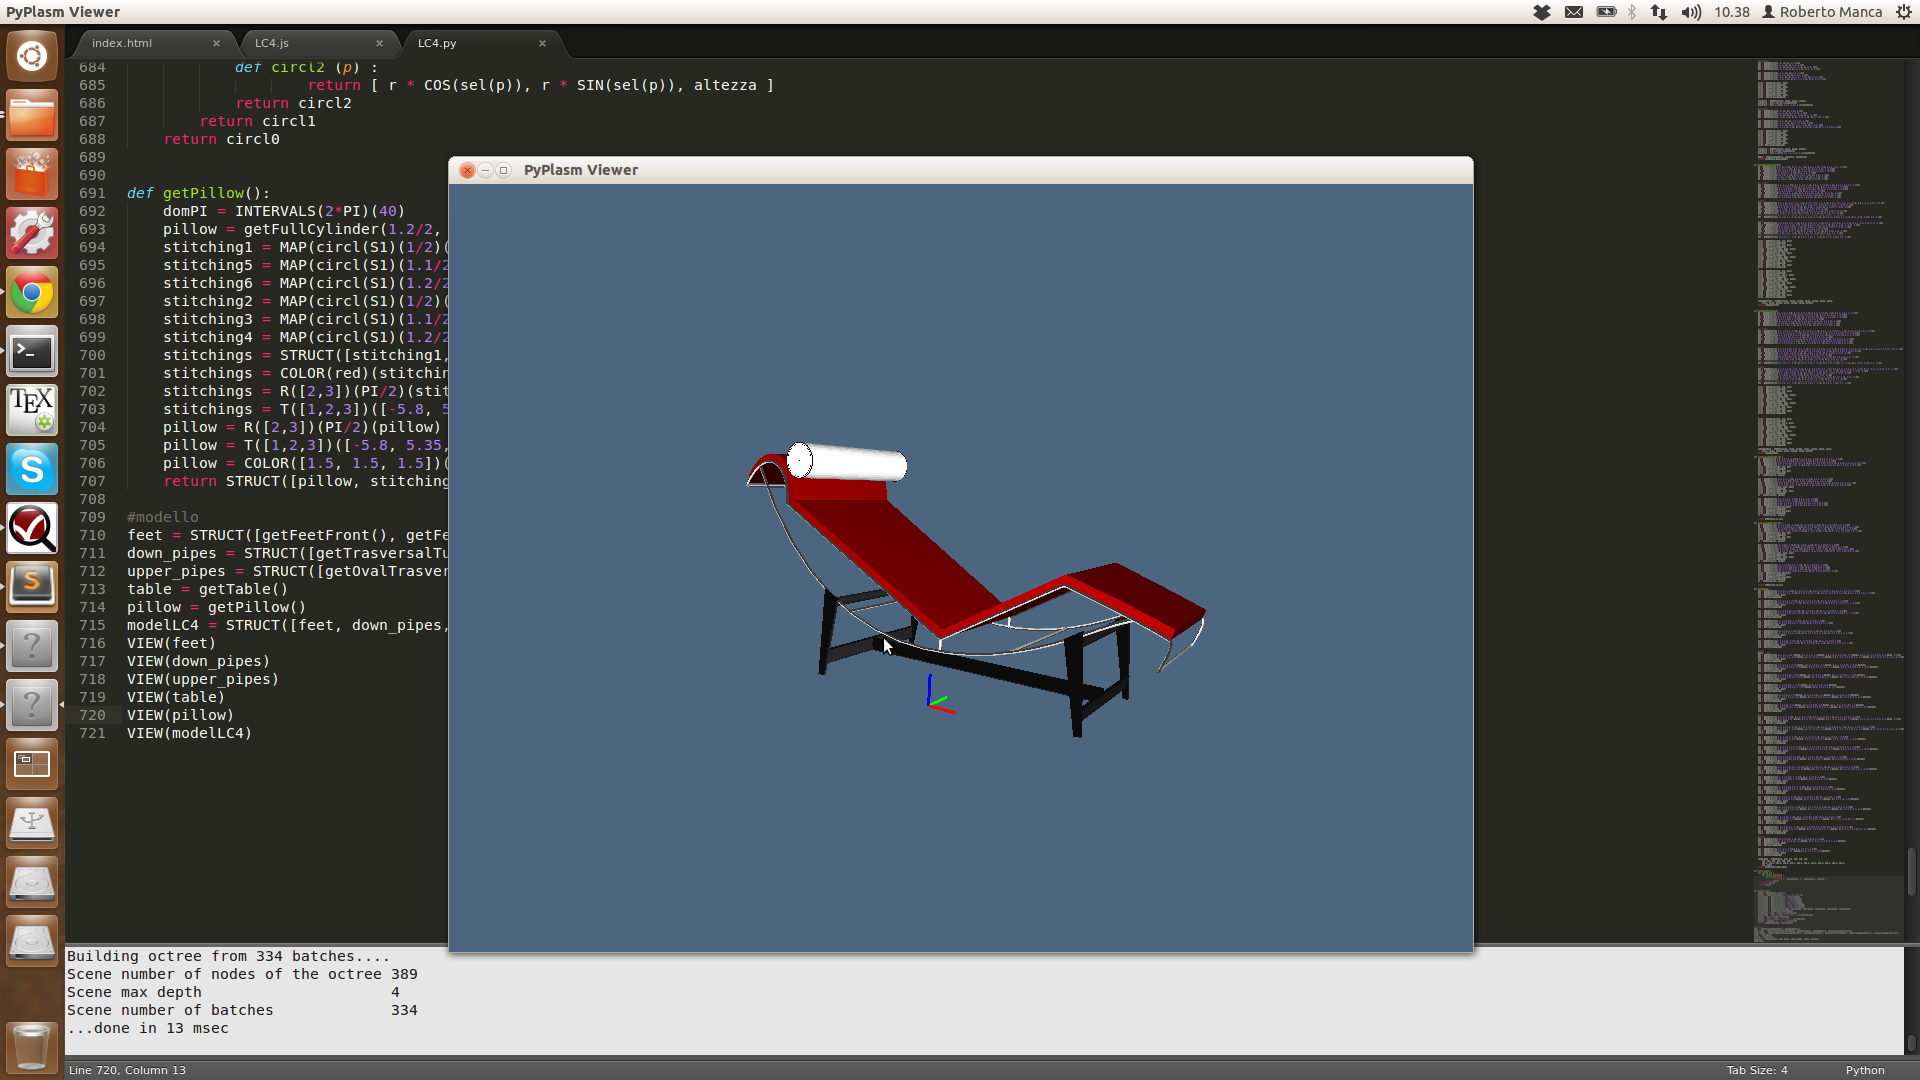 PyPlasm Viewer
10.38
Roberto Manca
index.html
LC4.js
LC4.py
684 def circl2 (p) :
685 return [ r * COS(sel(p)), r * SIN(sel(p)), altezza ]
686 return circl2
687 return circl1
688 return circl0
689
690
691 def getPillow():
692 domPI = INTERVALS(2*PI)(40)
693 pillow = getFullCylinder(1.2/2,
694 stitching1 = MAP(circl(S1)(1/2)(
695 stitching5 = MAP(circl(S1)(1.1/2
696 stitching6 = MAP(circl(S1)(1.2/2
697 stitching2 = MAP(circl(S1)(1/2)(
698 stitching3 = MAP(circl(S1)(1.1/2
699 stitching4 = MAP(circl(S1)(1.2/2
700 stitchings = STRUCT([stitching1,
701 stitchings = COLOR(red)(stitchin
702 stitchings = R([2,3])(PI/2)(stit
703 stitchings = T([1,2,3])([-5.8, 5
704 pillow = R([2,3])(PI/2)(pillow)
705 pillow = T([1,2,3])([-5.8, 5.35,
706 pillow = COLOR([1.5, 1.5, 1.5])(
707 return STRUCT([pillow, stitching
708
709 #modello
710 feet = STRUCT([getFeetFront(), getFe
711 down_pipes = STRUCT([getTrasversalTu
712 upper_pipes = STRUCT([getOvalTrasver
713 table = getTable()
714 pillow = getPillow()
715 modelLC4 = STRUCT([feet, down_pipes,
716 VIEW(feet)
717 VIEW(down_pipes)
718 VIEW(upper_pipes)
719 VIEW(table)
720 VIEW(pillow)
721 VIEW(modelLC4)
PyPlasm Viewer
TEX
Building octree from 334 batches....
Scene number of nodes of the octree 389
Scene max depth 4
Scene number of batches 334
...done in 13 msec
Line 720, Column 13
Tab Size: 4
Python